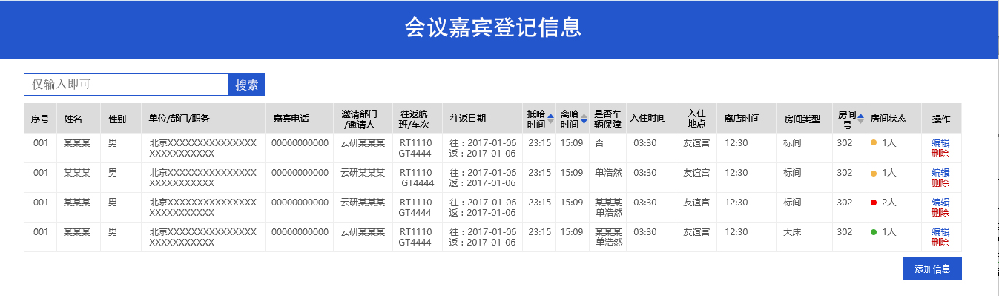 会议嘉宾登记信息
仅输入即可 搜索
序号 姓名 性别 单位/部门/职务 嘉宾电话 邀请部门/邀请人 往返航班/车次 往返日期 抵哈时间 离哈时间 是否车辆保障 入住时间 入住地点 离店时间 房间类型 房间号 房间状态 操作
001 某某某 男 北京XXXXXXXXXXXXXXX 00000000000 云研某某某 RT1110 往：2017-01-06 23:15 15:09 否 03:30 友谊宫 12:30 标间 302 1人 编辑
XXXXXXXXXXX GT4444 返：2017-01-06 删除
001 某某某 男 北京XXXXXXXXXXXXXXX 00000000000 云研某某某 RT1110 往：2017-01-06 23:15 15:09 单浩然 03:30 友谊宫 12:30 标间 302 1人 编辑
XXXXXXXXXXX GT4444 返：2017-01-06 删除
001 某某某 男 北京XXXXXXXXXXXXXXX 00000000000 云研某某某 RT1110 往：2017-01-06 23:15 15:09 某某某 03:30 友谊宫 12:30 标间 302 2人 编辑
XXXXXXXXXXX GT4444 返：2017-01-06 单浩然 删除
001 某某某 男 北京XXXXXXXXXXXXXXX 00000000000 云研某某某 RT1110 往：2017-01-06 23:15 15:09 某某某 03:30 友谊宫 12:30 大床 302 1人 编辑
XXXXXXXXXXX GT4444 返：2017-01-06 单浩然 删除
添加信息